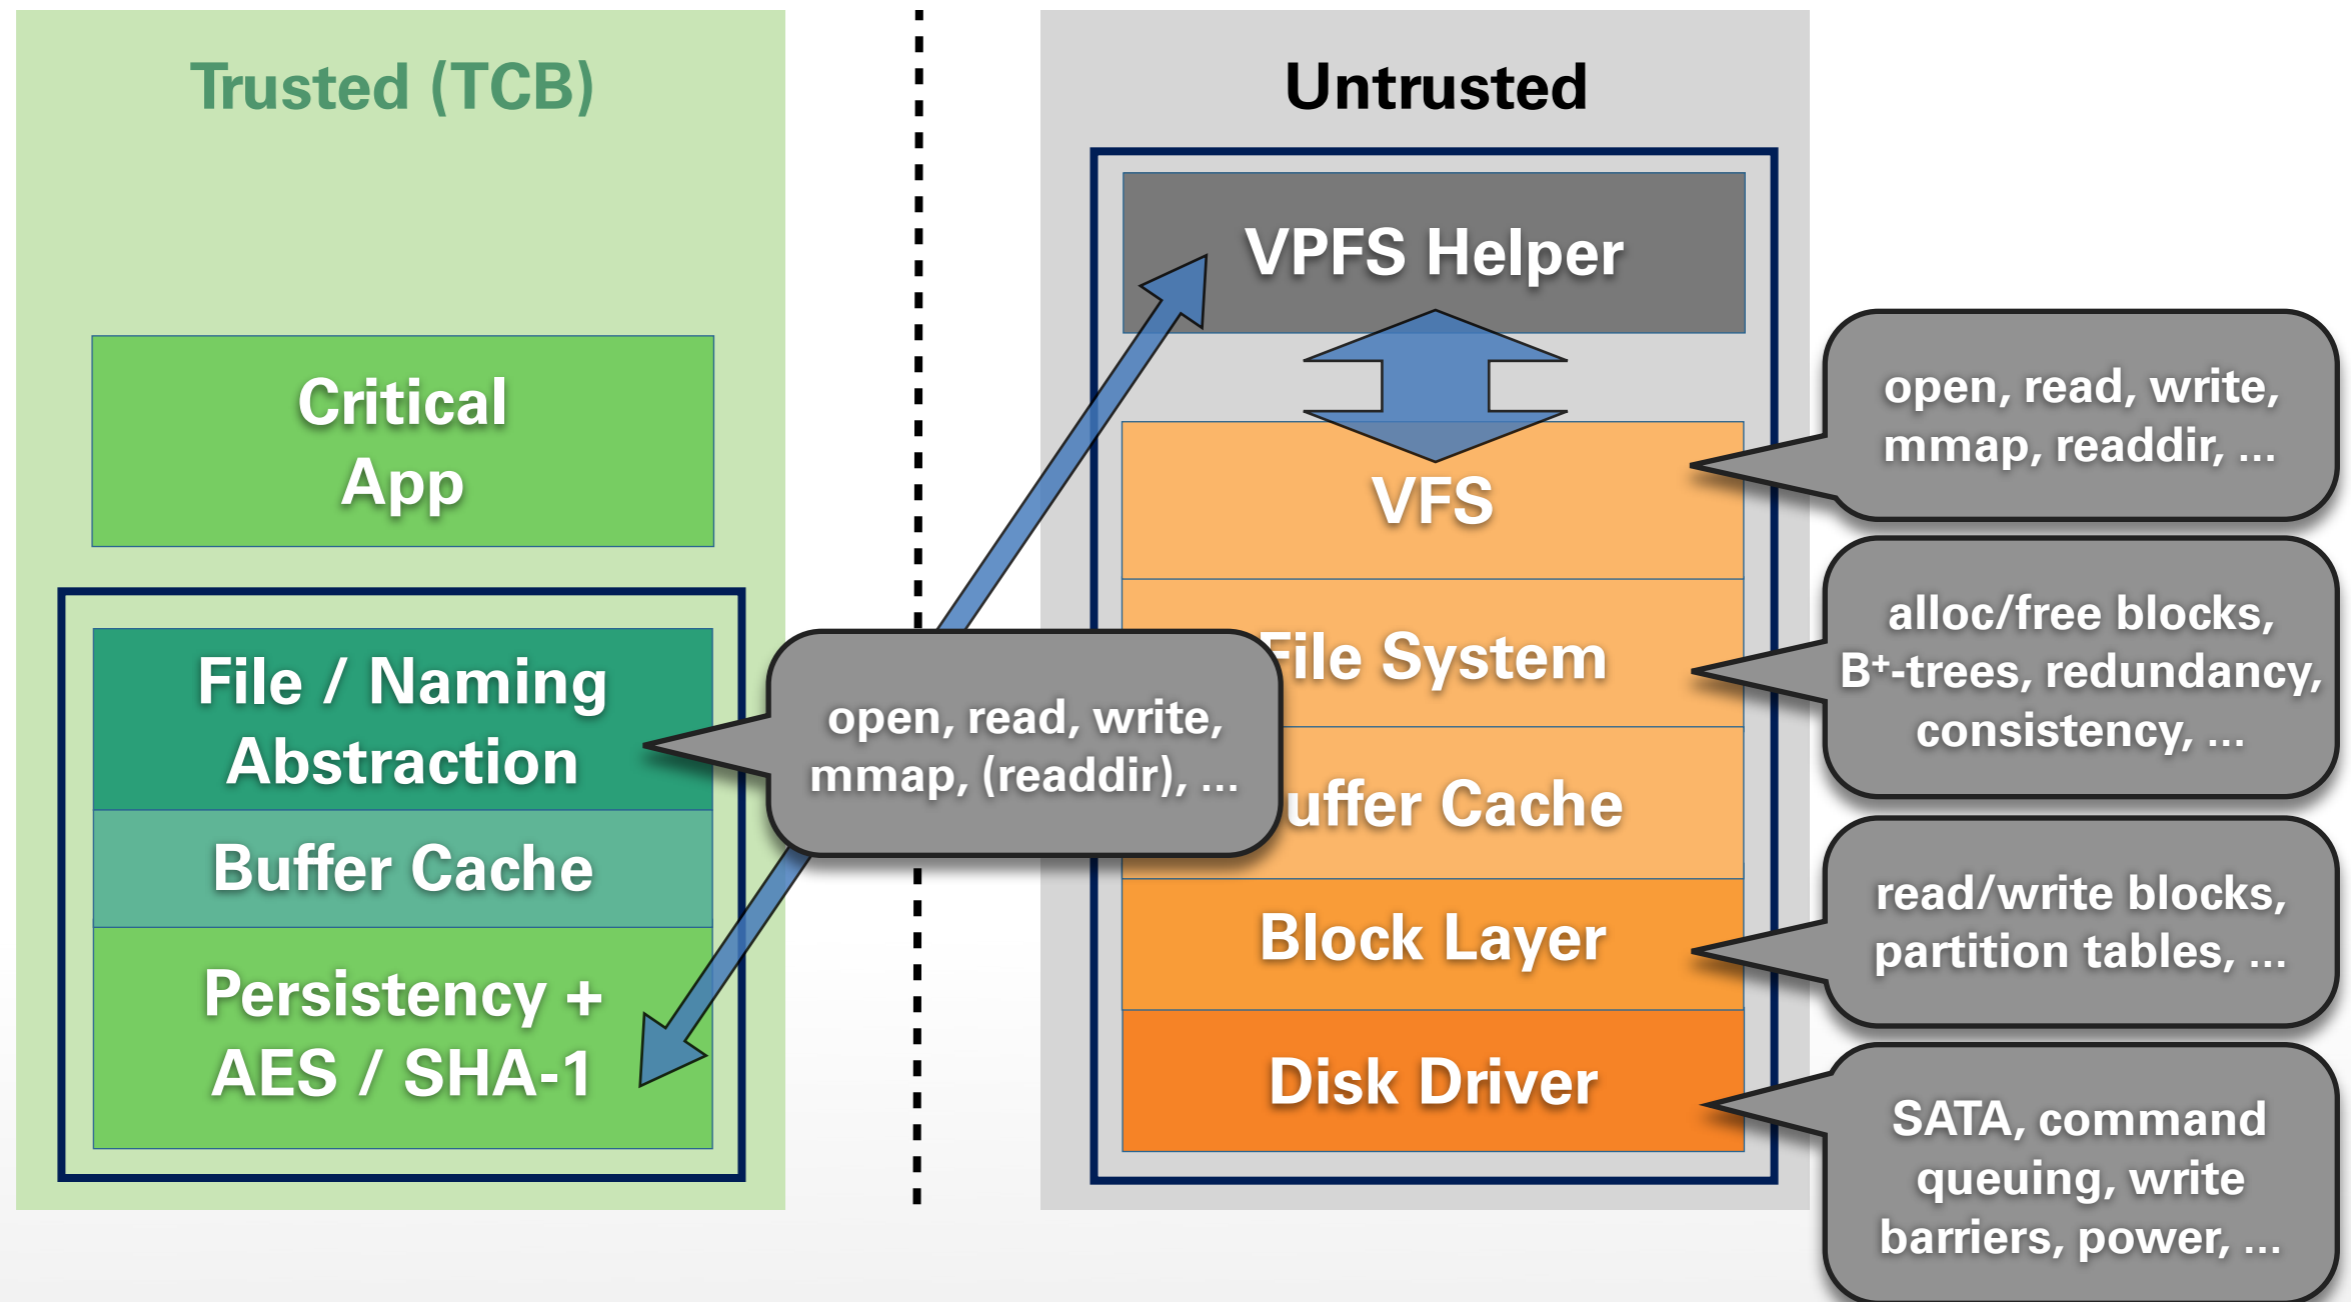 Trusted (TCB)
Critical
App
File / Naming
Abstraction
Buffer Cache
Persistency +
AES / SHA-1
open, read, write,
mmap, (readdir), ...
Untrusted
VPFS Helper
VFS
File System
uffer Cache
Block Layer
Disk Driver
open, read, write,
mmap, readdir, ...
alloc/free blocks,
B⁺-trees, redundancy,
consistency, ...
read/write blocks,
partition tables, ...
SATA, command
queuing, write
barriers, power, ...